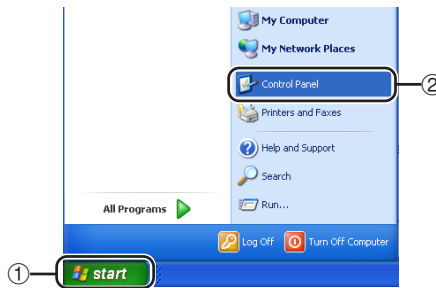 My Computer
My Network Places
Control Panel
②
Printers and Faxes
Help and Support
Search
All Programs
Run...
Log Off
Turn Off Computer
①
start